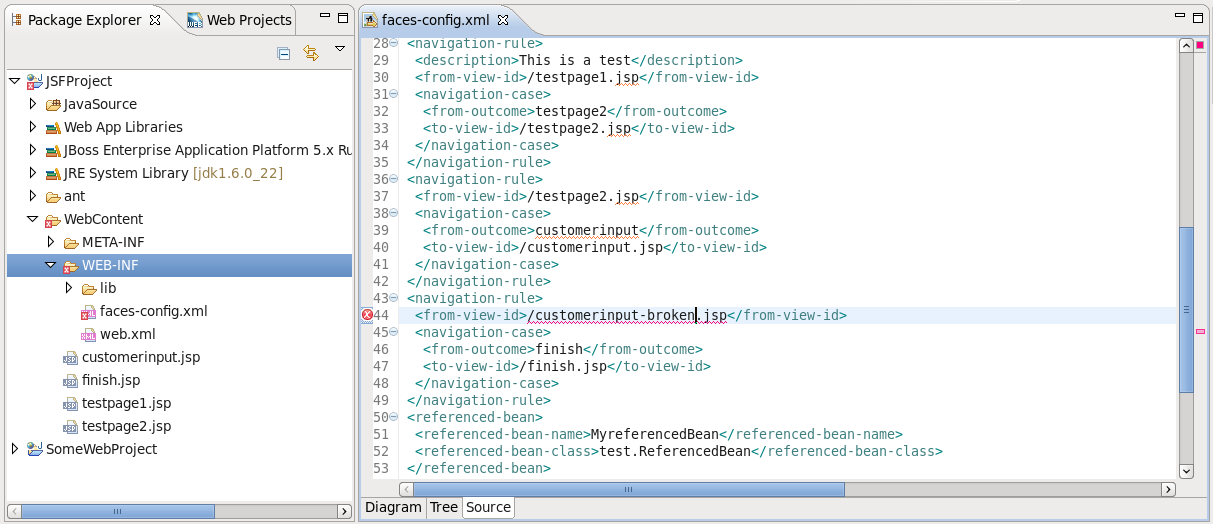 Package Explorer
Web Projects
JSFProject
JavaSource
Web App Libraries
JBoss Enterprise Application Platform 5.x Ru
JRE System Library [jdk1.6.0_22]
ant
WebContent
META-INF
WEB-INF
lib
faces-config.xml
web.xml
customerinput.jsp
finish.jsp
testpage1.jsp
testpage2.jsp
SomeWebProject
faces-config.xml
28 <navigation-rule>
29 <description>This is a test</description>
30 <from-view-id>/testpage1.jsp</from-view-id>
31 <navigation-case>
32 <from-outcome>testpage2</from-outcome>
33 <to-view-id>/testpage2.jsp</to-view-id>
34 </navigation-case>
35 </navigation-rule>
36 <navigation-rule>
37 <from-view-id>/testpage2.jsp</from-view-id>
38 <navigation-case>
39 <from-outcome>customerinput</from-outcome>
40 <to-view-id>/customerinput.jsp</to-view-id>
41 </navigation-case>
42 </navigation-rule>
43 <navigation-rule>
44 <from-view-id>/customerinput-broken.jsp</from-view-id>
45 <navigation-case>
46 <from-outcome>finish</from-outcome>
47 <to-view-id>/finish.jsp</to-view-id>
48 </navigation-case>
49 </navigation-rule>
50 <referenced-bean>
51 <referenced-bean-name>MyreferencedBean</referenced-bean-name>
52 <referenced-bean-class>test.ReferencedBean</referenced-bean-class>
53 </referenced-bean>
Diagram Tree Source